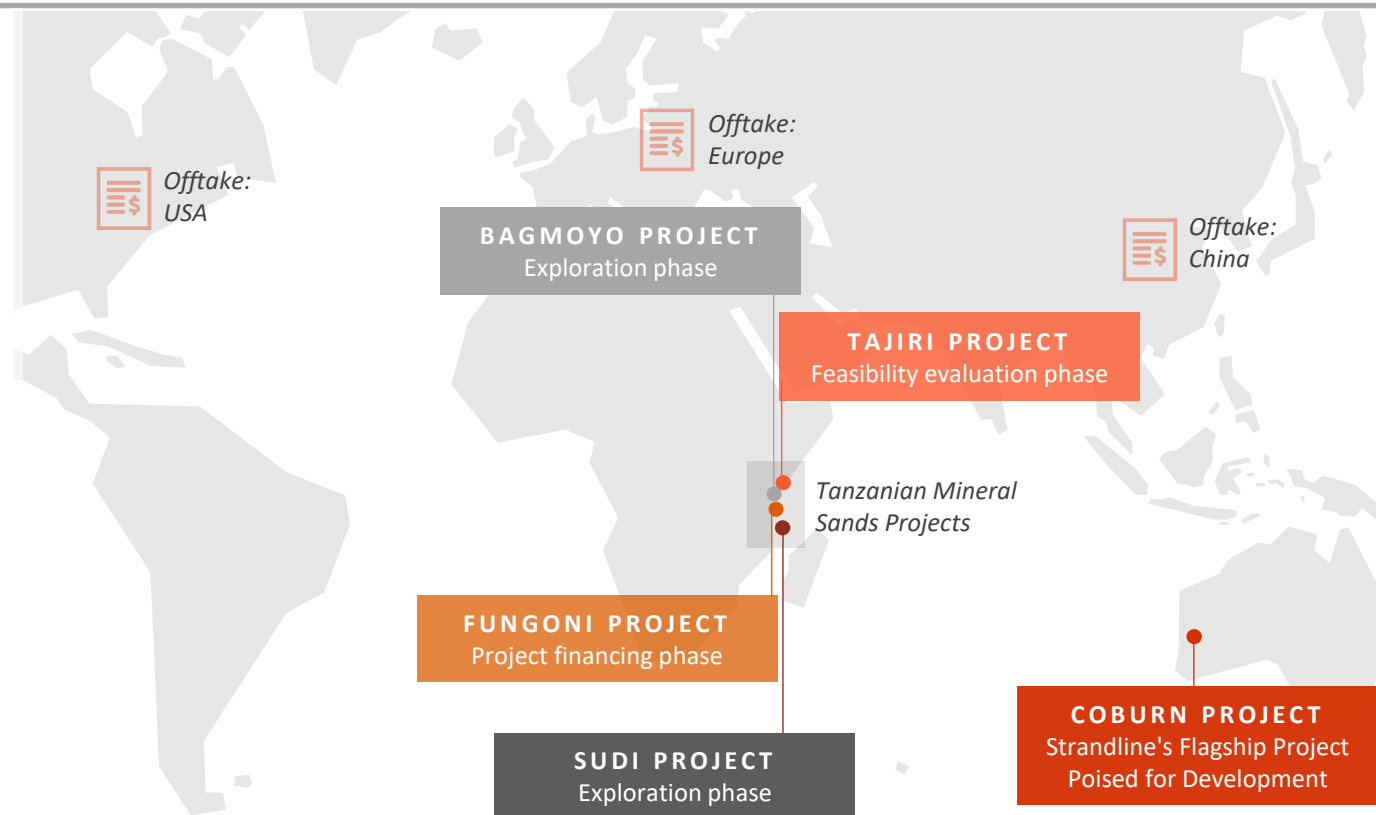 Offtake:
Europe
Offtake:
USA
Offtake:
China
BAGMOYO PROJECT
Exploration phase
TAJIRI PROJECT
Feasibility evaluation phase
Tanzanian Mineral
Sands Projects
FUNGONI PROJECT
Project financing phase
COBURN PROJECT
Strandline's Flagship Project
Poised for Development
SUDI PROJECT
Exploration phase